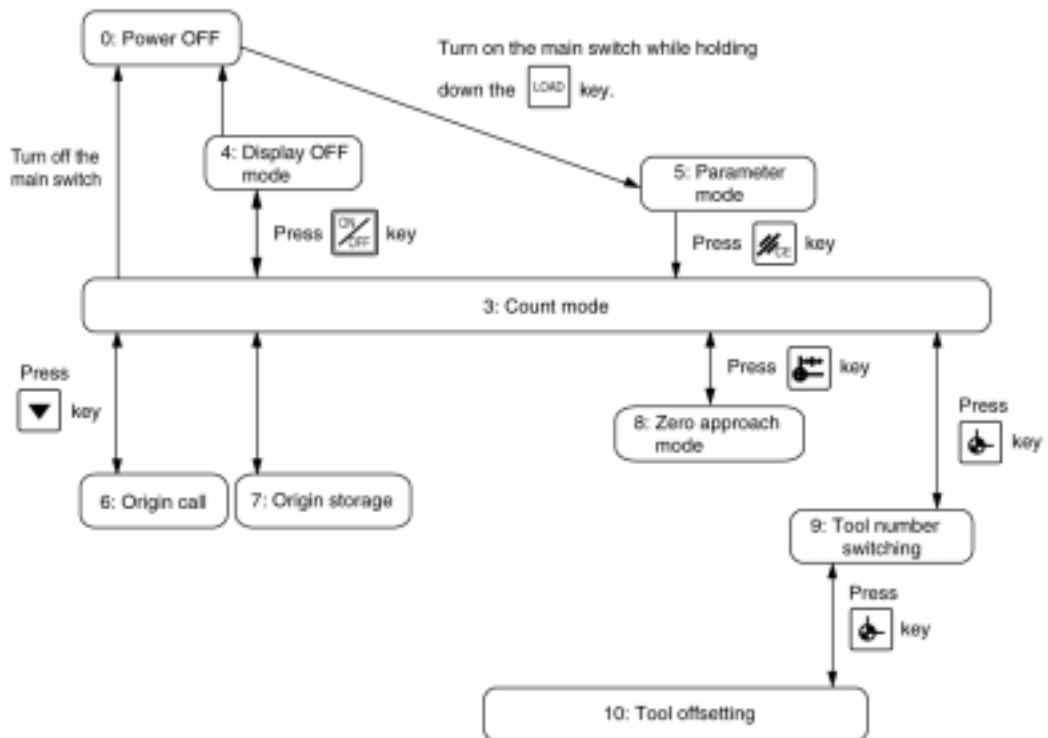 0: Power OFF
Turn on the main switch while holding
down the LOAD key.
Turn off the
main switch
4: Display OFF
mode
5: Parameter
mode
Press ON/OFF key
Press CE key
3: Count mode
Press
key
Press key
Press
key
8: Zero approach
mode
6: Origin call
7: Origin storage
9: Tool number
switching
Press
key
10: Tool offsetting